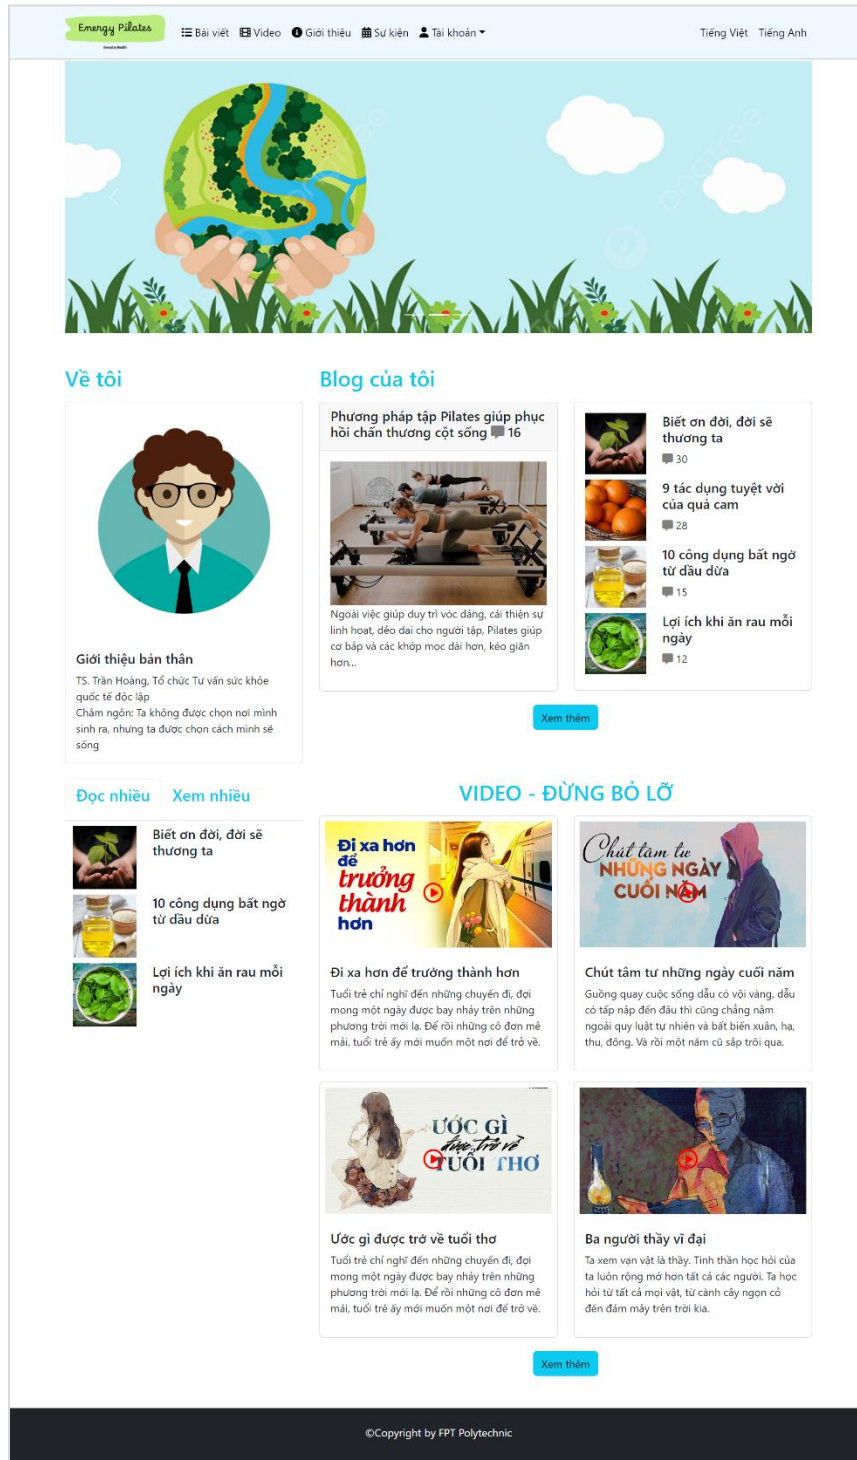 Energy Pilates
Bài viết Video Giới thiệu Sự kiện Tài khoản
Tiếng Việt Tiếng Anh
pngtree
Về tôi
Giới thiệu bản thân
TS. Trần Hoàng, Tổ chức Tư vấn sức khỏe
quốc tế độc lập
Châm ngôn: Ta không được chọn nơi mình
sinh ra, nhưng ta được chọn cách mình sẽ
sống
Blog của tôi
Phương pháp tập Pilates giúp phục
hồi chấn thương cột sống 16
Ngoài việc giúp duy trì vóc dáng, cải thiện sự
linh hoạt, dẻo dai cho người tập, Pilates giúp
cơ bắp và các khớp mọc dài hơn, kéo giãn
hơn...
Biết ơn đời, đời sẽ
thương ta
30
9 tác dụng tuyệt vời
của quả cam
28
10 công dụng bất ngờ
từ dầu dừa
15
Lợi ích khi ăn rau mỗi
ngày
12
Xem thêm
Đọc nhiều Xem nhiều
Biết ơn đời, đời sẽ
thương ta
10 công dụng bất ngờ
từ dầu dừa
Lợi ích khi ăn rau mỗi
ngày
VIDEO - ĐỪNG BỎ LỠ
Đi xa hơn
để
trưởng
thành
hơn
Đi xa hơn để trưởng thành hơn
Tuổi trẻ chỉ nghĩ đến những chuyến đi, đợi
mong một ngày được bay nhảy trên những
phương trời mới lạ. Để rồi những cô đơn mê
mải, tuổi trẻ ấy mới muốn một nơi để trở về.
Chút tâm tư
NHỮNG NGÀY
CUỐI NĂM
Chút tâm tư những ngày cuối năm
Guồng quay cuộc sống dẫu có vội vàng, dẫu
có tấp nập đến đâu thì cũng chẳng nằm
ngoài quy luật tự nhiên và bất biến xuân, hạ,
thu, đông. Và rồi một năm cũ sắp trôi qua.
ƯỚC GÌ
được trở về
TUỔI THƠ
Ước gì được trở về tuổi thơ
Tuổi trẻ chỉ nghĩ đến những chuyến đi, đợi
mong một ngày được bay nhảy trên những
phương trời mới lạ. Để rồi những cô đơn mê
mải, tuổi trẻ ấy mới muốn một nơi để trở về.
Ba người thầy vĩ đại
Ta xem vạn vật là thầy. Tinh thần học hỏi của
ta luôn rộng mở hơn tất cả các người. Ta học
hỏi từ tất cả mọi vật, từ cành cây ngọn cỏ
đến đám mây trên trời kia.
Xem thêm
©Copyright by FPT Polytechnic